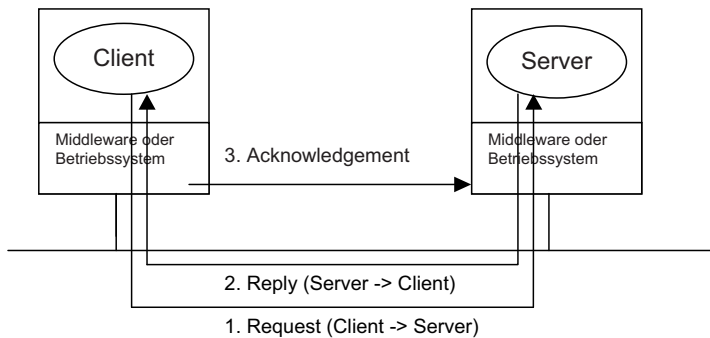 Client
Server
Middleware oder
Betriebssystem
Middleware oder
Betriebssystem
3. Acknowledgement
2. Reply (Server -> Client)
1. Request (Client -> Server)